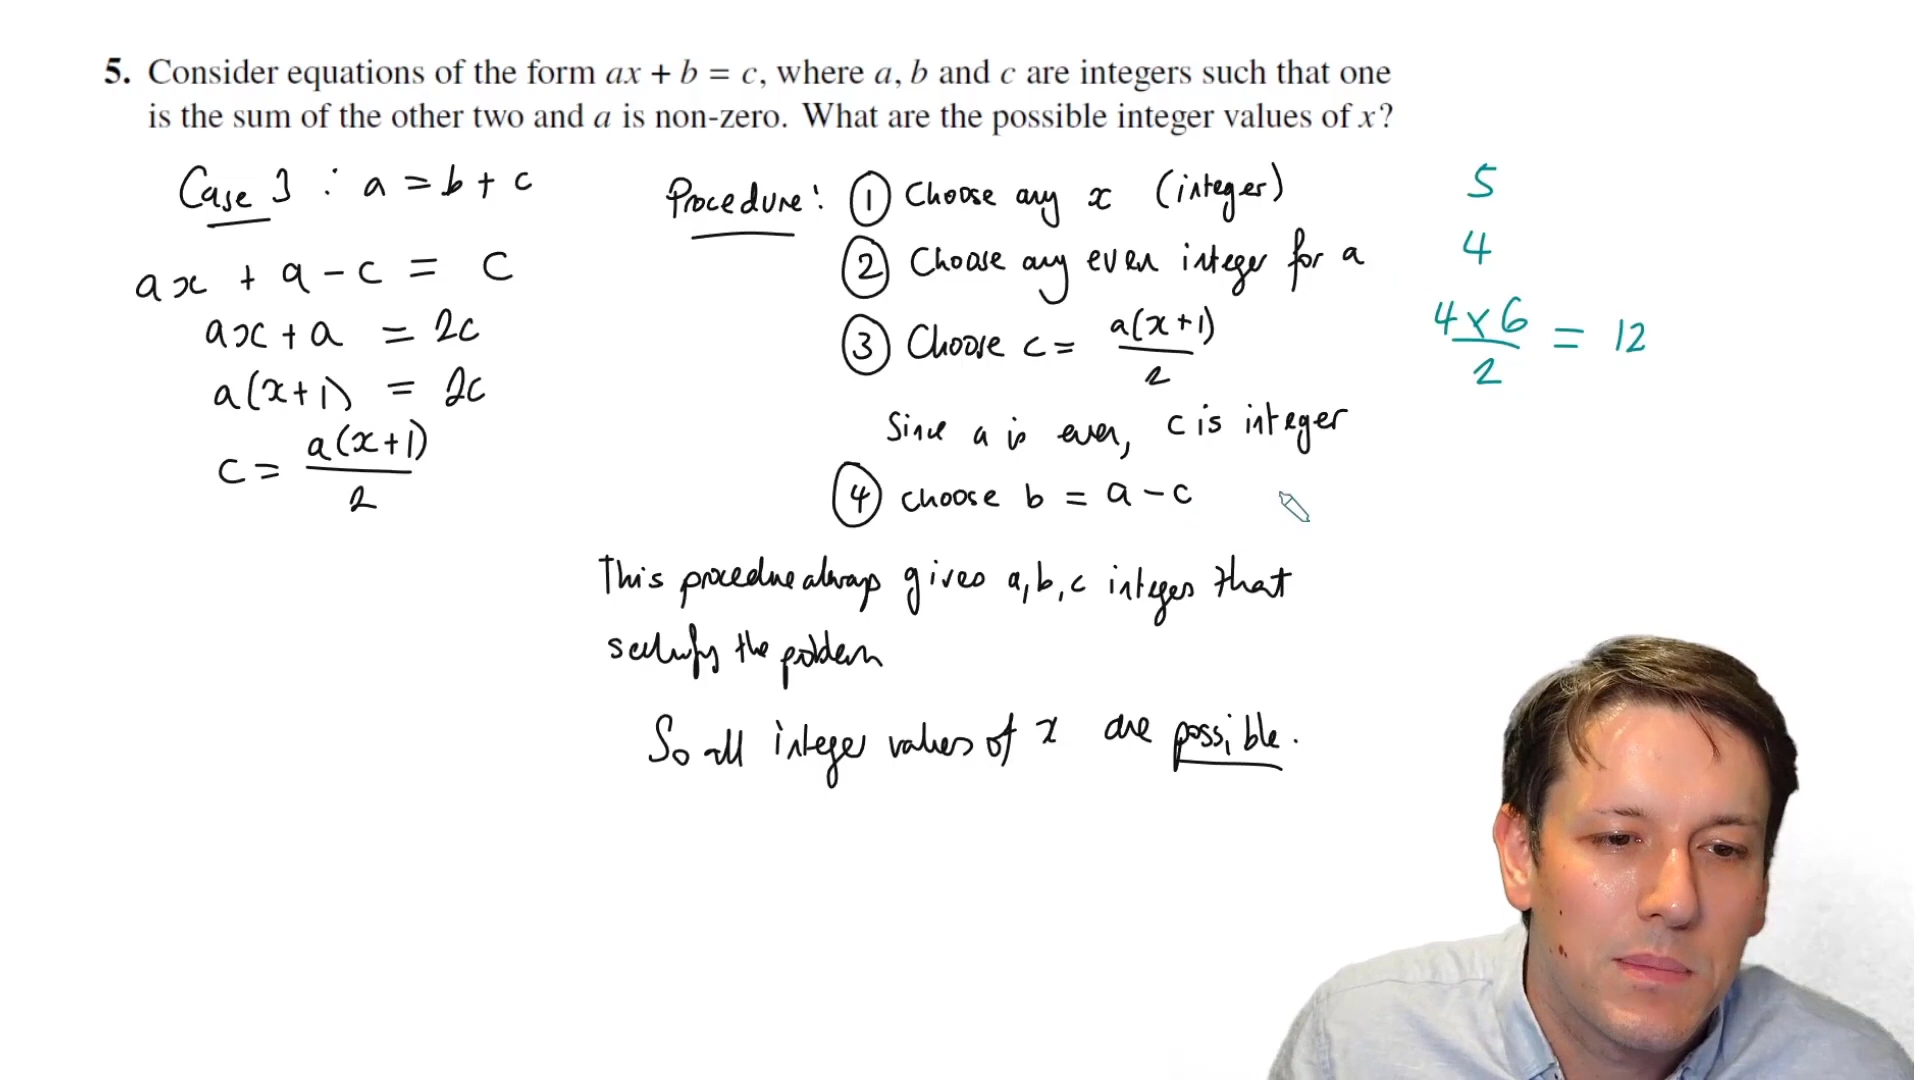 5. Consider equations of the form ax + b = c, where a, b and c are integers such that one
is the sum of the other two and a is non-zero. What are the possible integer values of x?
Case 3 : a = b + c
ax + a - c = c
ax + a = 2c
a(x+1) = 2c
c = a(x+1)/2
Procedure: ① Choose any x (integer)
② Choose any even integer for a
③ Choose c = a(x+1)/2
Since a is even, c is integer
④ choose b = a - c
This procedure always gives a, b, c integers that
satisfy the problem
So all integer values of x are possible.
5
4
4×6/2 = 12